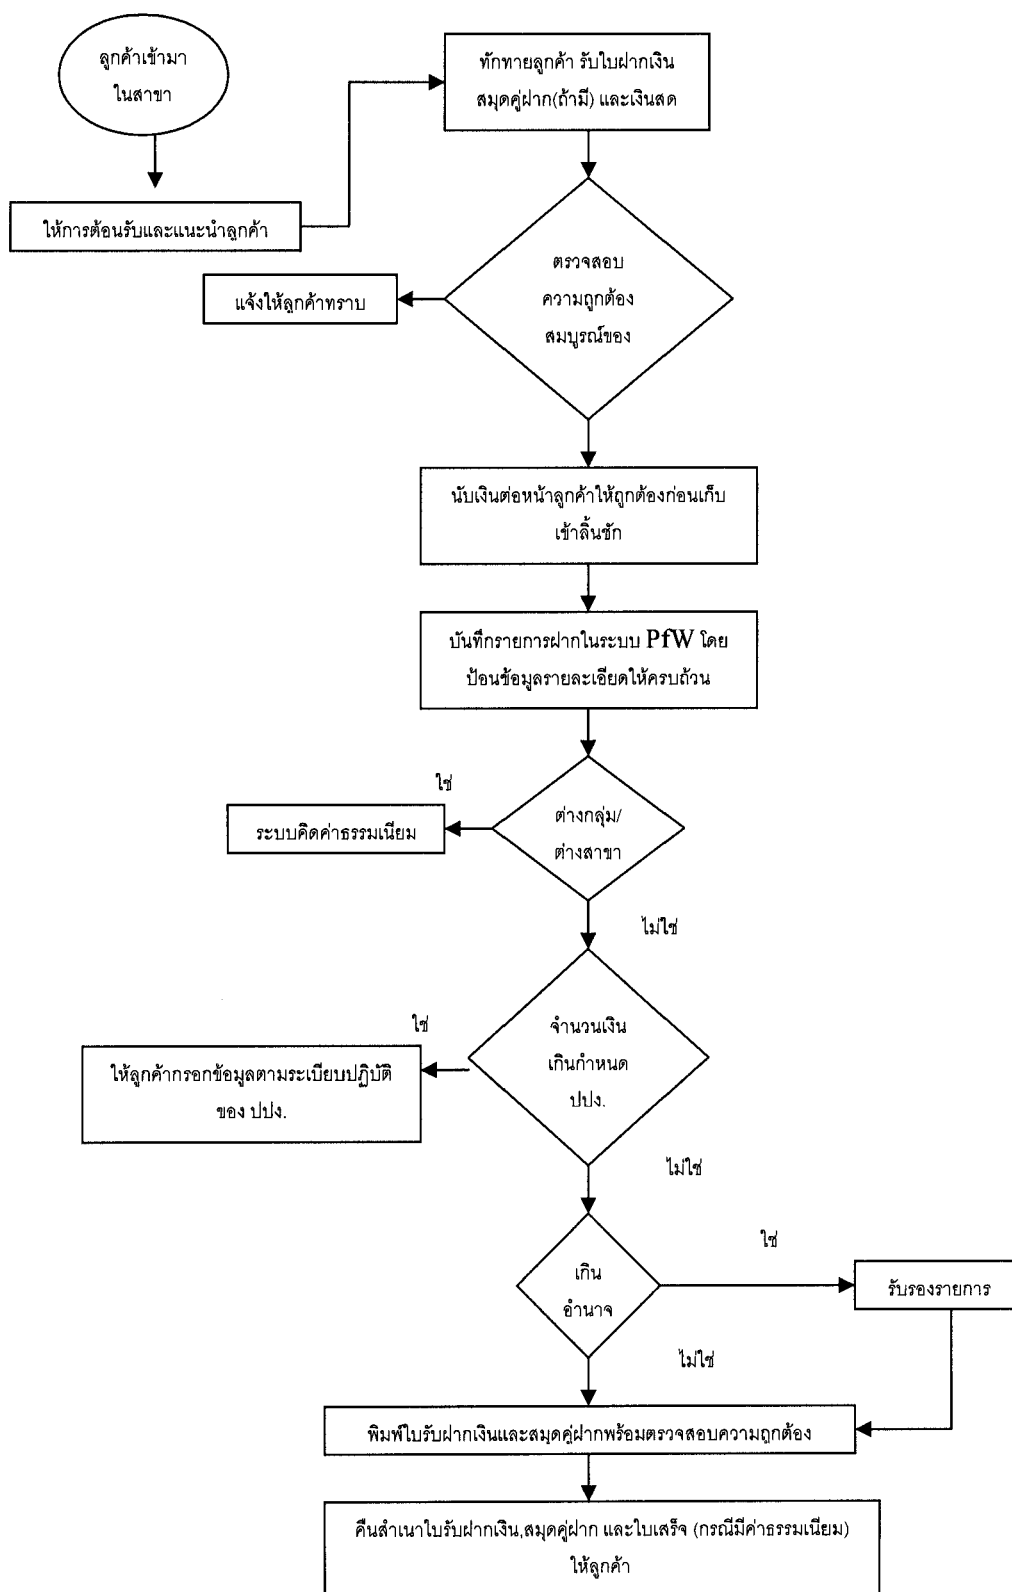 ลูกค้าเข้ามา
ในสาขา
ทักทายลูกค้า รับใบฝากเงิน
สมุดคู่ฝาก(ถ้ามี) และเงินสด
ให้การต้อนรับและแนะนำลูกค้า
ตรวจสอบ
ความถูกต้อง
สมบูรณ์ของ
แจ้งให้ลูกค้าทราบ
นับเงินต่อหน้าลูกค้าให้ถูกต้องก่อนเก็บ
เข้าลิ้นชัก
บันทึกรายการฝากในระบบ PfW โดย
ป้อนข้อมูลรายละเอียดให้ครบถ้วน
ใช่
ต่างกลุ่ม/
ต่างสาขา
ระบบคิดค่าธรรมเนียม
ไม่ใช่
ใช่
จำนวนเงิน
เกินกำหนด
ปปง.
ให้ลูกค้ากรอกข้อมูลตามระเบียบปฏิบัติ
ของ ปปง.
ไม่ใช่
ใช่
เกิน
อำนาจ
รับรองรายการ
ไม่ใช่
พิมพ์ใบรับฝากเงินและสมุดคู่ฝากพร้อมตรวจสอบความถูกต้อง
คืนสำเนาใบรับฝากเงิน,สมุดคู่ฝาก และใบเสร็จ (กรณีมีค่าธรรมเนียม)
ให้ลูกค้า